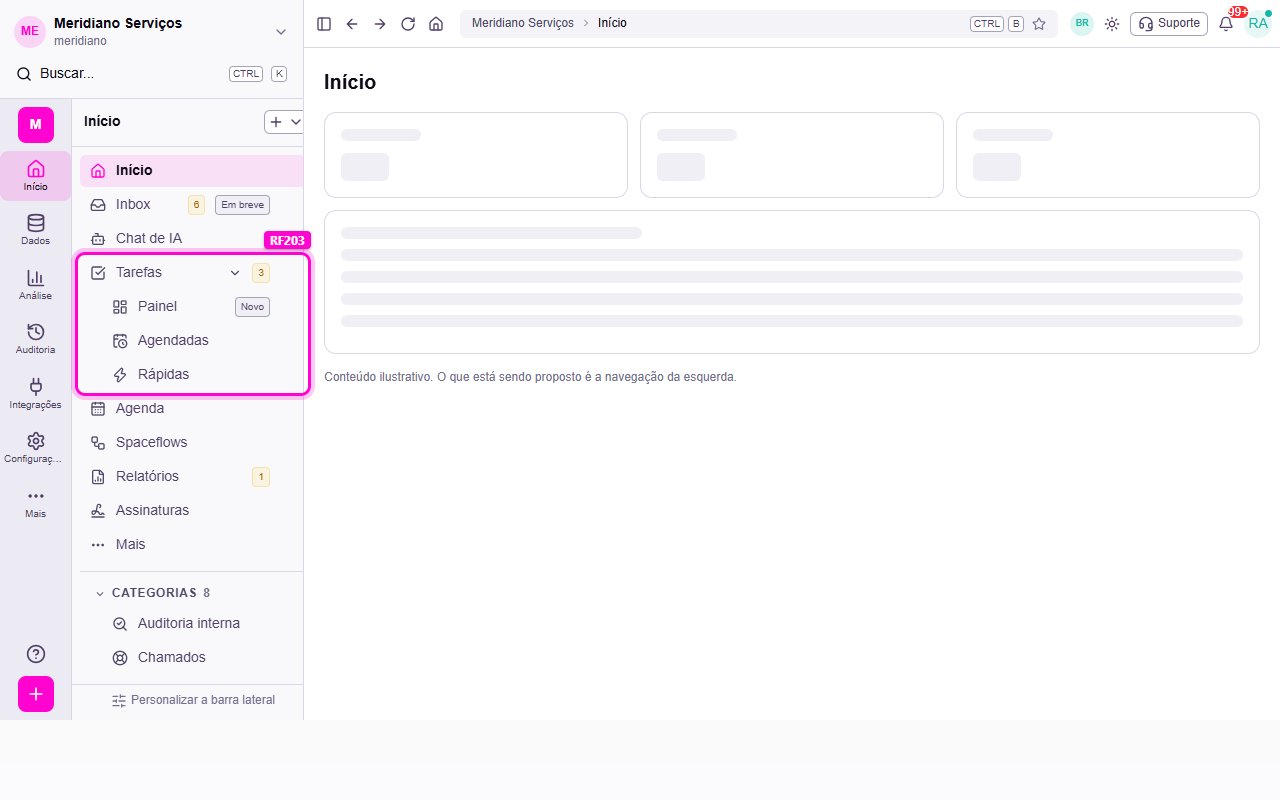 ME
Meridiano Serviços
meridiano
Buscar...
CTRL
K
Meridiano Serviços
Início
CTRL
B
BR
Suporte
99+
RA
M
Início
Dados
Análise
Auditoria
Integrações
Configuraç...
Mais
Início
Início
Inbox
6
Em breve
Chat de IA
RF203
Tarefas
3
Painel
Novo
Agendadas
Rápidas
Agenda
Spaceflows
Relatórios
1
Assinaturas
Mais
CATEGORIAS 8
Auditoria interna
Chamados
Personalizar a barra lateral
Início
Conteúdo ilustrativo. O que está sendo proposto é a navegação da esquerda.